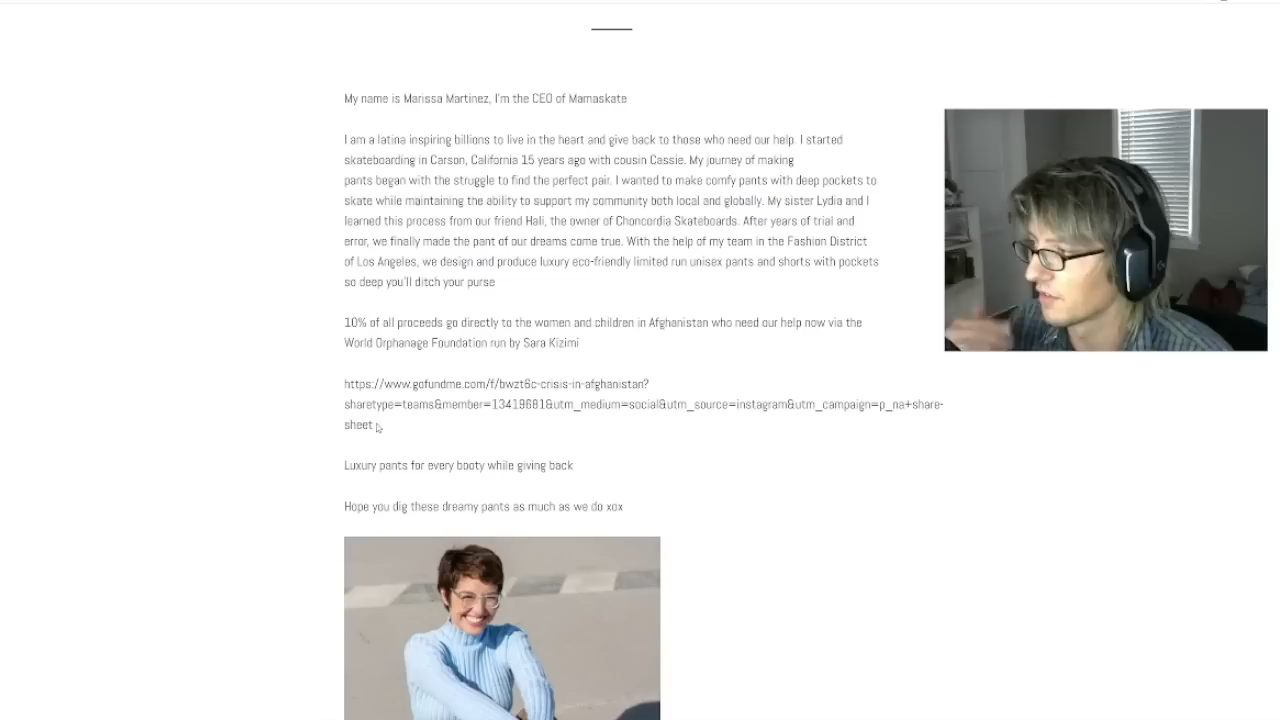 My name is Marissa Martinez, I'm the CEO of Mamaskate
I am a latina inspiring billions to live in the heart and give back to those who need our help. I started
skateboarding in Carson, California 15 years ago with cousin Cassie. My journey of making
pants began with the struggle to find the perfect pair. I wanted to make comfy pants with deep pockets to
skate while maintaining the ability to support my community both local and globally. My sister Lydia and I
learned this process from our friend Hali, the owner of Choncordia Skateboards. After years of trial and
error, we finally made the pant of our dreams come true. With the help of my team in the Fashion District
of Los Angeles, we design and produce luxury eco-friendly limited run unisex pants and shorts with pockets
so deep you'll ditch your purse
10% of all proceeds go directly to the women and children in Afghanistan who need our help now via the
World Orphanage Foundation run by Sara Kizimi
https://www.gofundme.com/f/bwzt6c-crisis-in-afghanistan?
sharetype=teams&member=13419681&utm_medium=social&utm_source=instagram&utm_campaign=p_na+share-
sheet
Luxury pants for every booty while giving back
Hope you dig these dreamy pants as much as we do xox